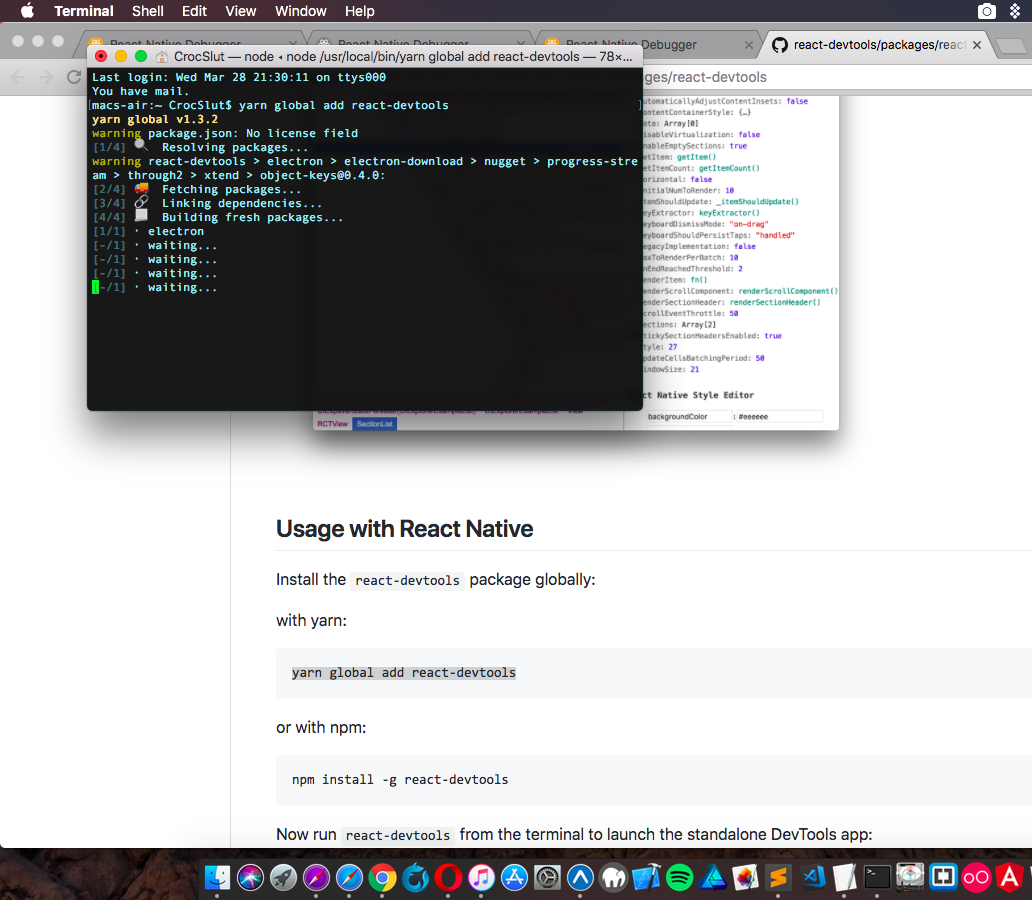 Terminal Shell Edit View Window Help
React Native Debugger React Native Debugger React Native Debugger react-devtools/packages/react
CrocSlut — node • node /usr/local/bin/yarn global add react-devtools — 78×...
ges/react-devtools
Last login: Wed Mar 28 21:30:11 on ttys000
You have mail.
[macs-air:~ CrocSlut$ yarn global add react-devtools ]
yarn global v1.3.2
warning package.json: No license field
[1/4] 🔍 Resolving packages...
warning react-devtools > electron > electron-download > nugget > progress-stre
am > through2 > xtend > object-keys@0.4.0:
[2/4] 🚚 Fetching packages...
[3/4] 🔗 Linking dependencies...
[4/4] 📃 Building fresh packages...
[1/1] · electron
[-/1] · waiting...
[-/1] · waiting...
[-/1] · waiting...
[-/1] · waiting...
utomaticallyAdjustContentInsets: false
ontentContainerStyle: {…}
ata: Array[0]
isableVirtualization: false
nableEmptySections: true
etItem: getItem()
etItemCount: getItemCount()
orizontal: false
nitialNumToRender: 10
temShouldUpdate: _itemShouldUpdate()
eyExtractor: keyExtractor()
eyboardDismissMode: "on-drag"
eyboardShouldPersistTaps: "handled"
egacyImplementation: false
axToRenderPerBatch: 10
nEndReachedThreshold: 2
enderItem: fn()
enderScrollComponent: renderScrollComponent()
enderSectionHeader: renderSectionHeader()
crollEventThrottle: 50
ections: Array[2]
tickySectionHeadersEnabled: true
tyle: 27
pdateCellsBatchingPeriod: 50
indowSize: 21
ct Native Style Editor
backgroundColor : #eeeeee
RCTView SectionList
Usage with React Native
Install the react-devtools package globally:
with yarn:
yarn global add react-devtools
or with npm:
npm install -g react-devtools
Now run react-devtools from the terminal to launch the standalone DevTools app: